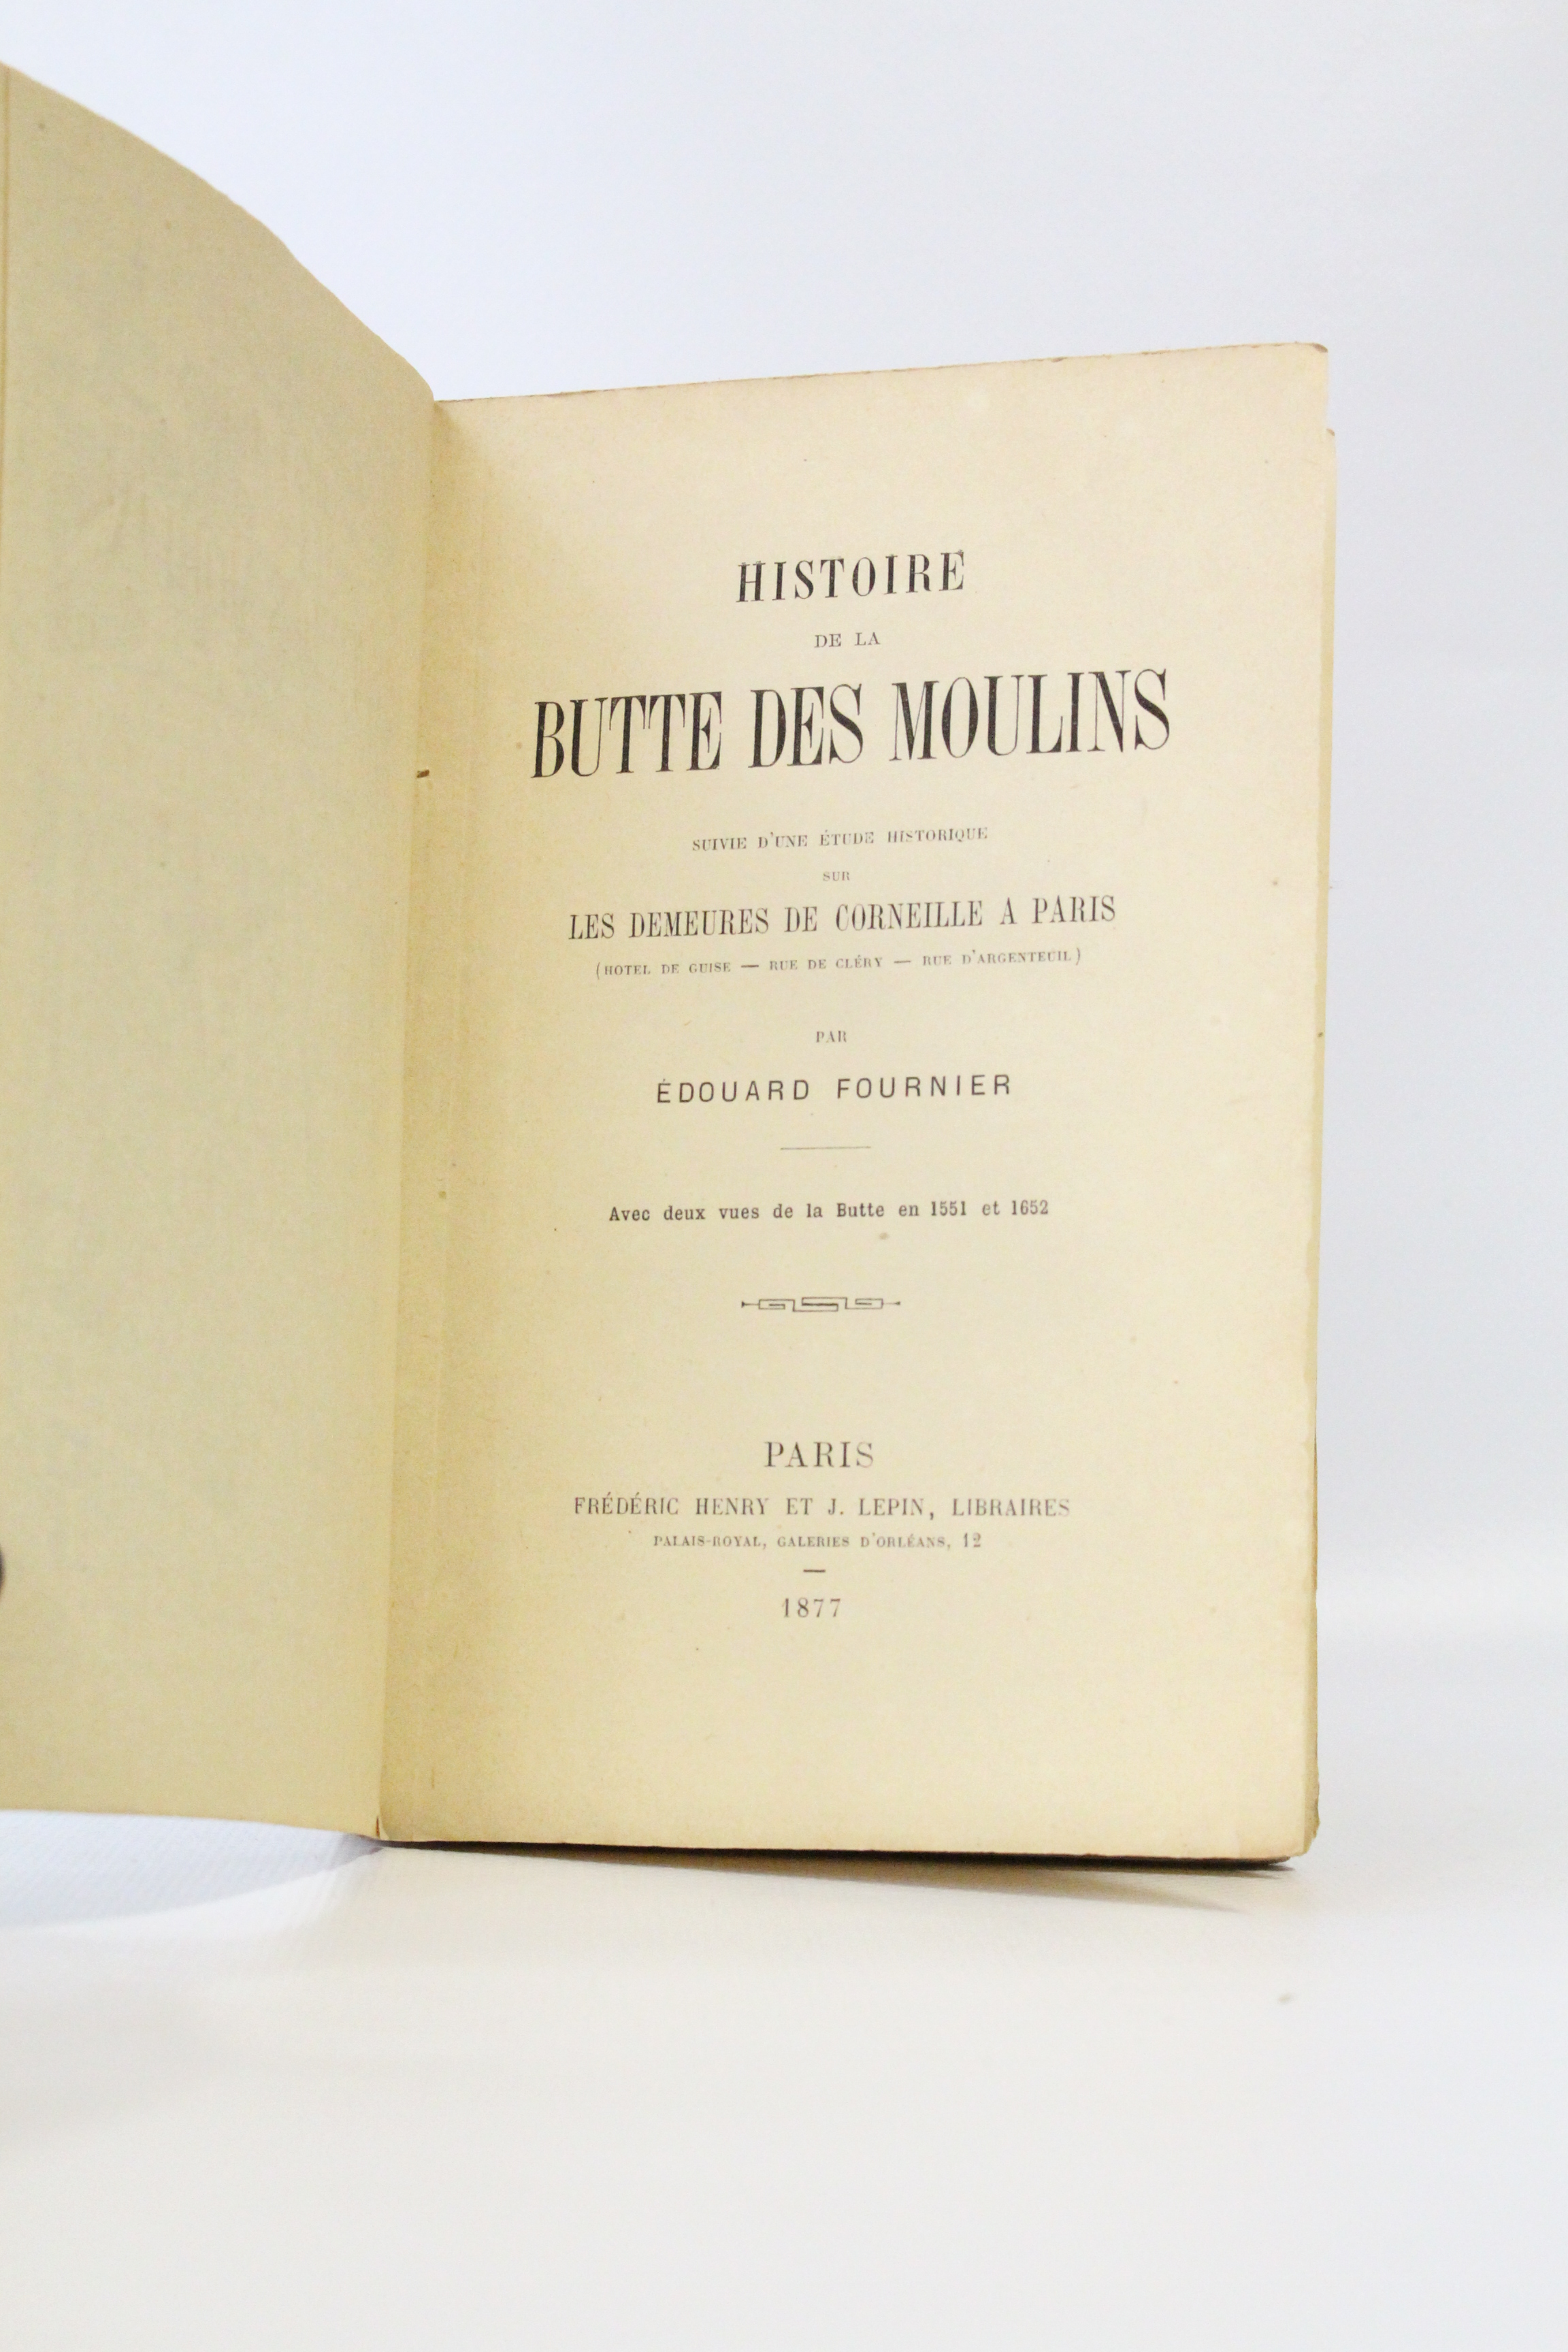 HISTOIRE
DE LA
BUTTE DES MOULINS
SUIVIE D'UNE ÉTUDE HISTORIQUE
SUR
LES DEMEURES DE CORNEILLE A PARIS
(HOTEL DE GUISE — RUE DE CLÉRY — RUE D'ARGENTEUIL)
PAR
ÉDOUARD FOURNIER
Avec deux vues de la Butte en 1551 et 1652
PARIS
FRÉDÉRIC HENRY ET J. LEPIN, LIBRAIRES
PALAIS-ROYAL, GALERIES D'ORLÉANS, 12
1877